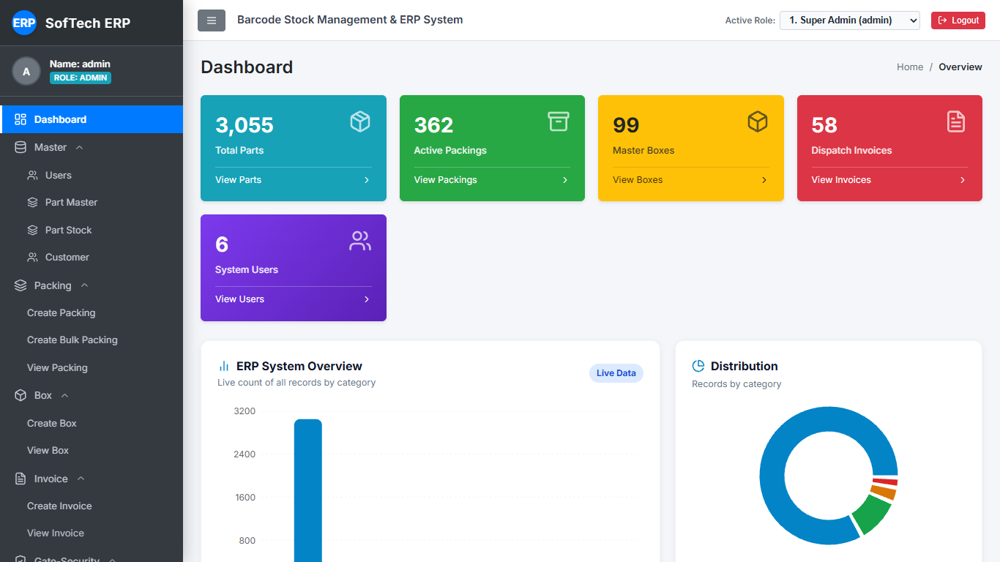 ERP SofTech ERP
A
Name: admin
ROLE: ADMIN
Dashboard
Master
Users
Part Master
Part Stock
Customer
Packing
Create Packing
Create Bulk Packing
View Packing
Box
Create Box
View Box
Invoice
Create Invoice
View Invoice
Gate-Security
Barcode Stock Management & ERP System
Active Role: 1. Super Admin (admin) Logout
Dashboard
Home / Overview
3,055
Total Parts
View Parts
362
Active Packings
View Packings
99
Master Boxes
View Boxes
58
Dispatch Invoices
View Invoices
6
System Users
View Users
ERP System Overview
Live count of all records by category
Live Data
3200
2400
1600
800
Distribution
Records by category